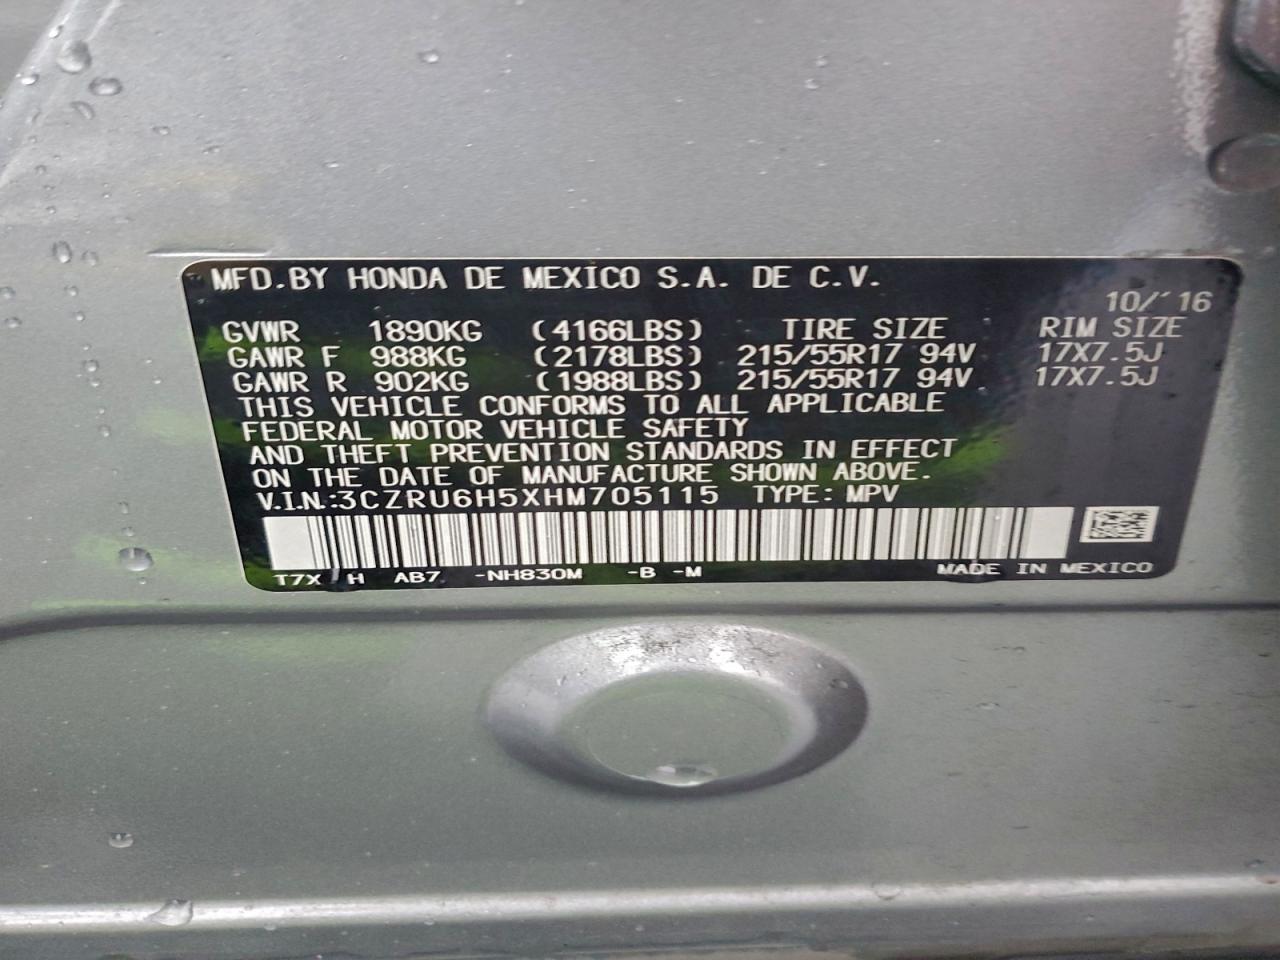 MFD.BY HONDA DE MEXICO S.A. DE C.V.
10/'16
GVWR 1890KG (4166LBS) TIRE SIZE RIM SIZE
GAWR F 988KG (2178LBS) 215/55R17 94V 17X7.5J
GAWR R 902KG (1988LBS) 215/55R17 94V 17X7.5J
THIS VEHICLE CONFORMS TO ALL APPLICABLE
FEDERAL MOTOR VEHICLE SAFETY
AND THEFT PREVENTION STANDARDS IN EFFECT
ON THE DATE OF MANUFACTURE SHOWN ABOVE.
V.I.N.:3CZRU6H5XHM705115 TYPE: MPV
T7X H AB7 -NH830M -B -M MADE IN MEXICO